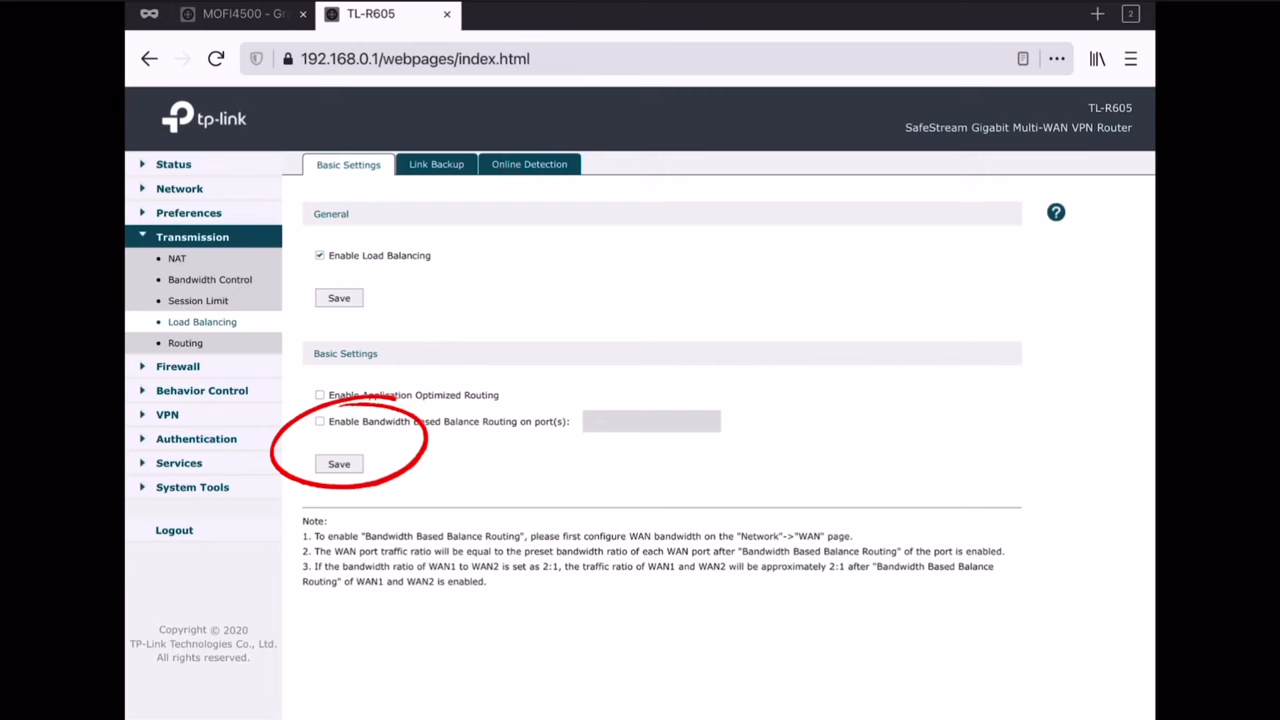 MOFI4500 - Gr
TL-R605
2
192.168.0.1/webpages/index.html
tp-link
TL-R605
SafeStream Gigabit Multi-WAN VPN Router
Status
Network
Preferences
Transmission
NAT
Bandwidth Control
Session Limit
Load Balancing
Routing
Firewall
Behavior Control
VPN
Authentication
Services
System Tools
Logout
Copyright © 2020
TP-Link Technologies Co., Ltd.
All rights reserved.
Basic Settings
Link Backup
Online Detection
General
?
Enable Load Balancing
Save
Basic Settings
Enable Application Optimized Routing
Enable Bandwidth Based Balance Routing on port(s):
Save
Note:
1. To enable "Bandwidth Based Balance Routing", please first configure WAN bandwidth on the "Network"->"WAN" page.
2. The WAN port traffic ratio will be equal to the preset bandwidth ratio of each WAN port after "Bandwidth Based Balance Routing" of the port is enabled.
3. If the bandwidth ratio of WAN1 to WAN2 is set as 2:1, the traffic ratio of WAN1 and WAN2 will be approximately 2:1 after "Bandwidth Based Balance
Routing" of WAN1 and WAN2 is enabled.